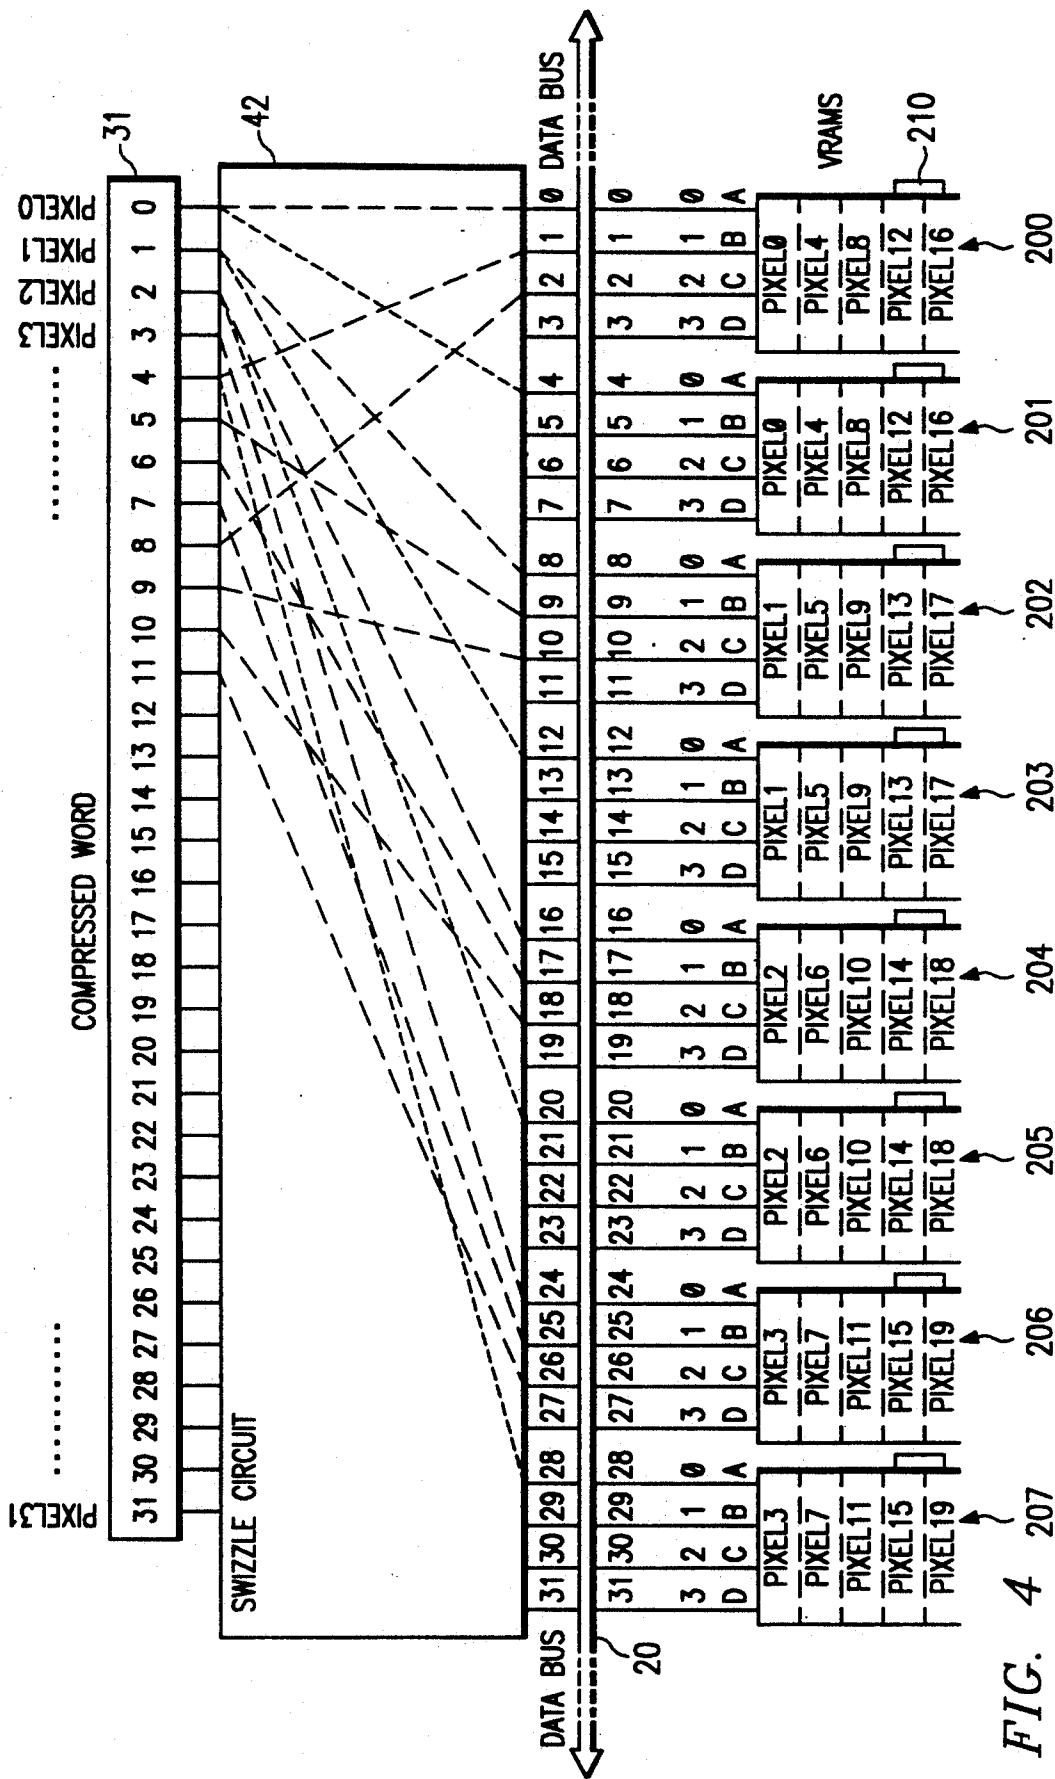 PIXEL31 .......... .......... PIXEL3 PIXEL2 PIXEL1 PIXEL0
COMPRESSED WORD
31
31 30 29 28 27 26 25 24 23 22 21 20 19 18 17 16 15 14 13 12 11 10 9 8 7 6 5 4 3 2 1 0
SWIZZLE CIRCUIT
42
DATA BUS 31 30 29 28 27 26 25 24 23 22 21 20 19 18 17 16 15 14 13 12 11 10 9 8 7 6 5 4 3 2 1 0 DATA BUS
20
31 30 29 28 27 26 25 24 23 22 21 20 19 18 17 16 15 14 13 12 11 10 9 8 7 6 5 4 3 2 1 0
3 2 1 0 3 2 1 0 3 2 1 0 3 2 1 0 3 2 1 0 3 2 1 0 3 2 1 0 3 2 1 0
D C B A D C B A D C B A D C B A D C B A D C B A D C B A D C B A
VRAMS
PIXEL3 PIXEL3 PIXEL2 PIXEL2 PIXEL1 PIXEL1 PIXEL0 PIXEL0
PIXEL7 PIXEL7 PIXEL6 PIXEL6 PIXEL5 PIXEL5 PIXEL4 PIXEL4
PIXEL11 PIXEL11 PIXEL10 PIXEL10 PIXEL9 PIXEL9 PIXEL8 PIXEL8
PIXEL15 PIXEL15 PIXEL14 PIXEL14 PIXEL13 PIXEL13 PIXEL12 PIXEL12
210
PIXEL19 PIXEL19 PIXEL18 PIXEL18 PIXEL17 PIXEL17 PIXEL16 PIXEL16
207 206 205 204 203 202 201 200
FIG. 4